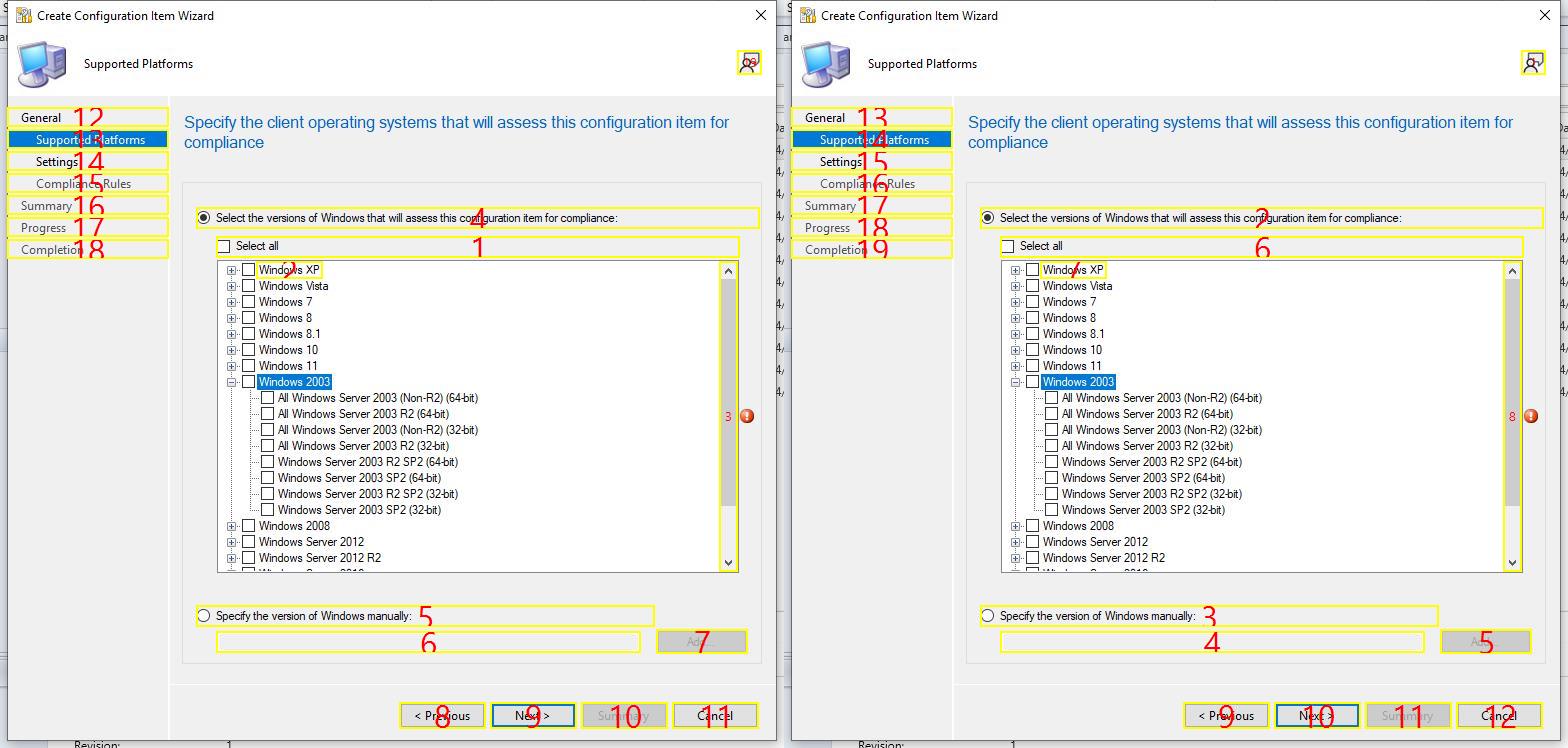 Create Configuration Item Wizard
Supported Platforms
19
General 12
Supported Platforms 13
Settings 14
Compliance Rules 15
Summary 16
Progress 17
Completion 18
Specify the client operating systems that will assess this configuration item for
compliance
Select the versions of Windows that will assess this configuration item for compliance: 4
Select all 1
Windows XP 2
Windows Vista
Windows 7
Windows 8
Windows 8.1
Windows 10
Windows 11
Windows 2003
All Windows Server 2003 (Non-R2) (64-bit)
All Windows Server 2003 R2 (64-bit)
3
All Windows Server 2003 (Non-R2) (32-bit)
All Windows Server 2003 R2 (32-bit)
Windows Server 2003 R2 SP2 (64-bit)
Windows Server 2003 SP2 (64-bit)
Windows Server 2003 R2 SP2 (32-bit)
Windows Server 2003 SP2 (32-bit)
Windows 2008
Windows Server 2012
Windows Server 2012 R2
Specify the version of Windows manually: 5
6
Add... 7
< Previous 8
Next > 9
Summary 10
Cancel 11
Revision: 1
Create Configuration Item Wizard
Supported Platforms
General 13
Supported Platforms 14
Settings 15
Compliance Rules 16
Summary 17
Progress 18
Completion 19
Specify the client operating systems that will assess this configuration item for
compliance
Select the versions of Windows that will assess this configuration item for compliance: 2
Select all 6
Windows XP 7
Windows Vista
Windows 7
Windows 8
Windows 8.1
Windows 10
Windows 11
Windows 2003
All Windows Server 2003 (Non-R2) (64-bit)
All Windows Server 2003 R2 (64-bit)
8
All Windows Server 2003 (Non-R2) (32-bit)
All Windows Server 2003 R2 (32-bit)
Windows Server 2003 R2 SP2 (64-bit)
Windows Server 2003 SP2 (64-bit)
Windows Server 2003 R2 SP2 (32-bit)
Windows Server 2003 SP2 (32-bit)
Windows 2008
Windows Server 2012
Windows Server 2012 R2
Specify the version of Windows manually: 3
4
5
< Previous 9
Next > 10
Summary 11
Cancel 12
Revision: 1